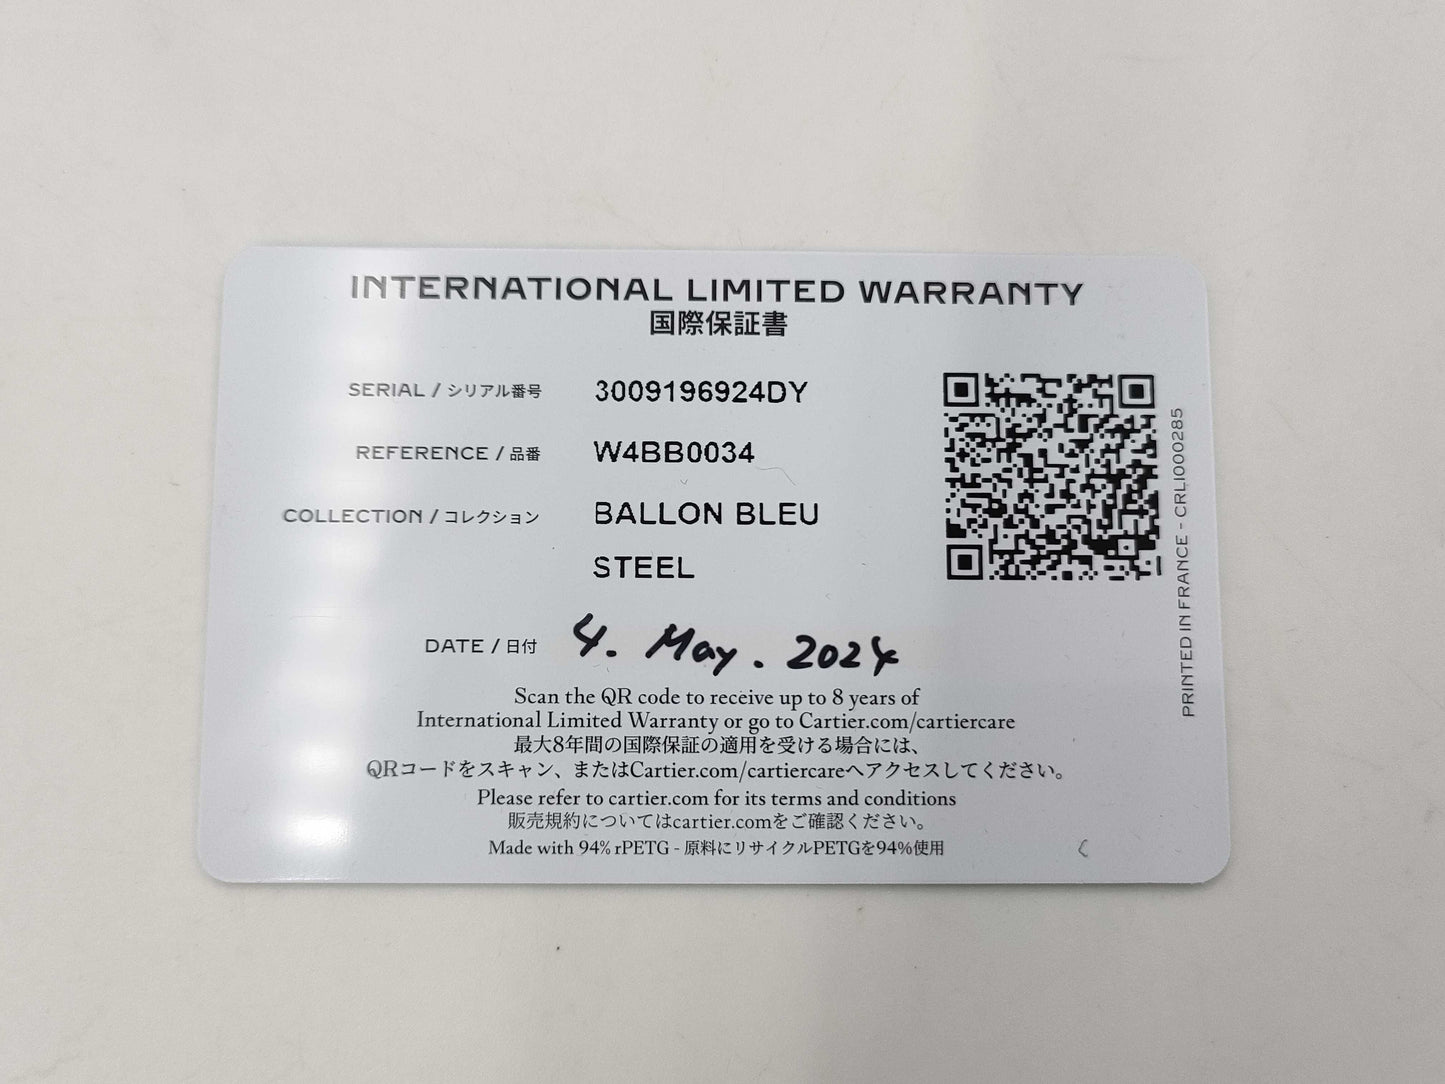 INTERNATIONAL LIMITED WARRANTY
国際保証書
SERIAL / シリアル番号 3009196924DY
REFERENCE / 品番 W4BB0034
COLLECTION / コレクション BALLON BLEU
STEEL
DATE / 日付 4. May. 2024
Scan the QR code to receive up to 8 years of
International Limited Warranty or go to Cartier.com/cartiercare
最大8年間の国際保証の適用を受ける場合には、
QRコードをスキャン、またはCartier.com/cartiercareへアクセスしてください。
Please refer to cartier.com for its terms and conditions
販売規約についてはcartier.comをご確認ください。
Made with 94% rPETG - 原料にリサイクルPETGを94%使用
PRINTED IN FRANCE - CRLI000285